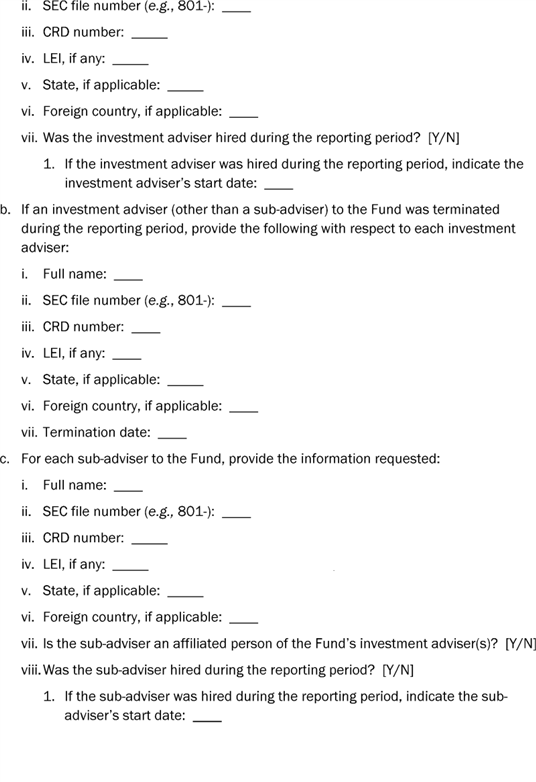 ii. SEC file number (e.g., 801-): ____
iii. CRD number: _____
iv. LEI, if any: _____
v. State, if applicable: _____
vi. Foreign country, if applicable: ____
vii. Was the investment adviser hired during the reporting period? [Y/N]
1. If the investment adviser was hired during the reporting period, indicate the
investment adviser's start date: ____
b. If an investment adviser (other than a sub-adviser) to the Fund was terminated
during the reporting period, provide the following with respect to each investment
adviser:
i. Full name: ____
ii. SEC file number (e.g., 801-): ____
iii. CRD number: ____
iv. LEI, if any: ____
v. State, if applicable: _____
vi. Foreign country, if applicable: ____
vii. Termination date: ____
c. For each sub-adviser to the Fund, provide the information requested:
i. Full name: ____
ii. SEC file number (e.g., 801-): ____
iii. CRD number: _____
iv. LEI, if any: _____
v. State, if applicable: _____
vi. Foreign country, if applicable: ____
vii. Is the sub-adviser an affiliated person of the Fund's investment adviser(s)? [Y/N]
viii. Was the sub-adviser hired during the reporting period? [Y/N]
1. If the sub-adviser was hired during the reporting period, indicate the sub-
adviser's start date: ____